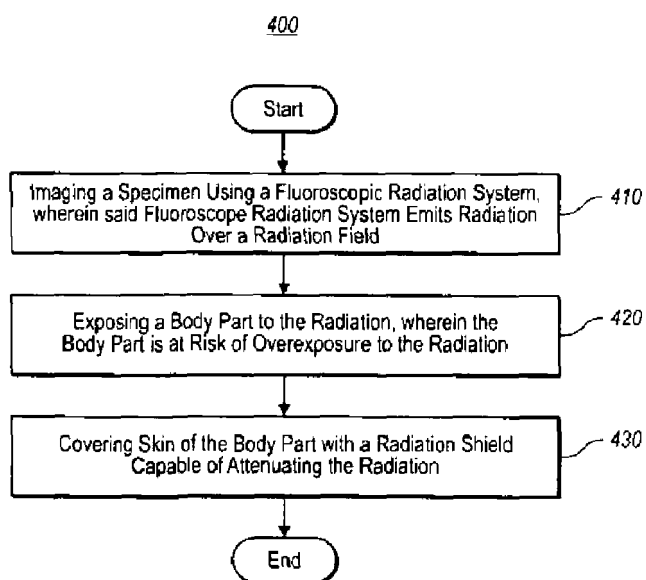 400
Start
Imaging a Specimen Using a Fluoroscopic Radiation System,
wherein said Fluoroscope Radiation System Emits Radiation
Over a Radiation Field
410
Exposing a Body Part to the Radiation, wherein the
Body Part is at Risk of Overexposure to the Radiation
420
Covering Skin of the Body Part with a Radiation Shield
Capable of Attenuating the Radiation
430
End